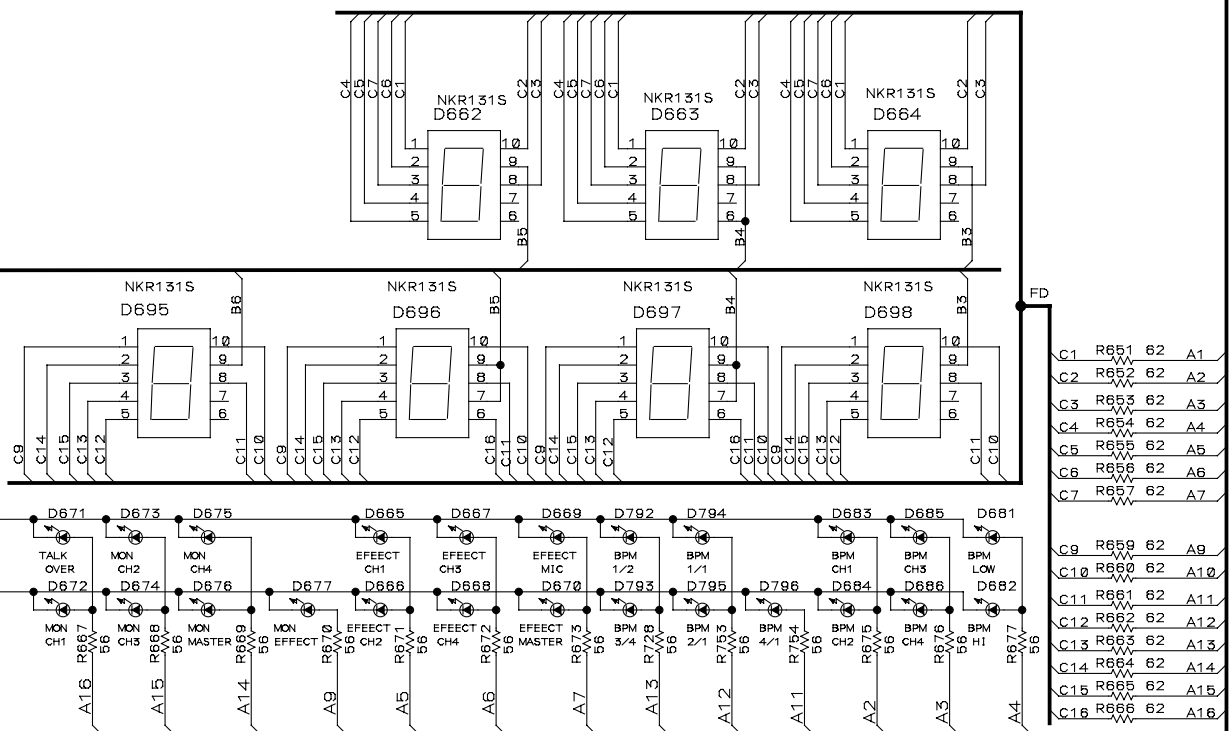 C4 C5 C7 C6 C1 C2 C3 C4 C5 C7 C6 C1 C2 C3 C4 C5 C7 C6 C1 C2 C3
NKR131S NKR131S NKR131S
D662 D663 D664
1 10 1 10 1 10
2 9 2 9 2 9
3 8 3 8 3 8
4 7 4 7 4 7
5 6 5 6 5 6
B5 B4 B3
NKR131S B6 NKR131S B5 NKR131S B4 NKR131S B3
D695 D696 D697 D698
FD
1 10 1 10 1 10 1 10
2 9 2 9 2 9 2 9
3 8 3 8 3 8 3 8
4 7 4 7 4 7 4 7
5 6 5 6 5 6 5 6
C9 C14 C15 C13 C12 C11 C10 C9 C14 C15 C13 C12 C16 C11 C10 C9 C14 C15 C13 C12 C16 C11 C10 C9 C14 C15 C13 C12 C11 C10
C1 R651 62 A1
C2 R652 62 A2
C3 R653 62 A3
C4 R654 62 A4
C5 R655 62 A5
C6 R656 62 A6
C7 R657 62 A7
C9 R659 62 A9
C10 R660 62 A10
C11 R661 62 A11
C12 R662 62 A12
C13 R663 62 A13
C14 R664 62 A14
C15 R665 62 A15
C16 R666 62 A16
D671 D673 D675 D665 D667 D669 D792 D794 D683 D685 D681
TALK MON MON EFEECT EFEECT EFEECT BPM BPM BPM BPM BPM
OVER CH2 CH4 CH1 CH3 MIC 1/2 1/1 CH1 CH3 LOW
D672 D674 D676 D677 D666 D668 D670 D793 D795 D796 D684 D686 D682
MON MON MON MON EFEECT EFEECT EFEECT BPM BPM BPM BPM BPM BPM
CH1 CH3 MASTER EFFECT CH2 CH4 MASTER 3/4 2/1 4/1 CH2 CH4 HI
R667 56 R668 56 R669 56 R670 56 R671 56 R672 56 R673 56 R728 56 R753 56 R754 56 R675 56 R676 56 R677 56
A16 A15 A14 A9 A5 A6 A7 A13 A12 A11 A2 A3 A4